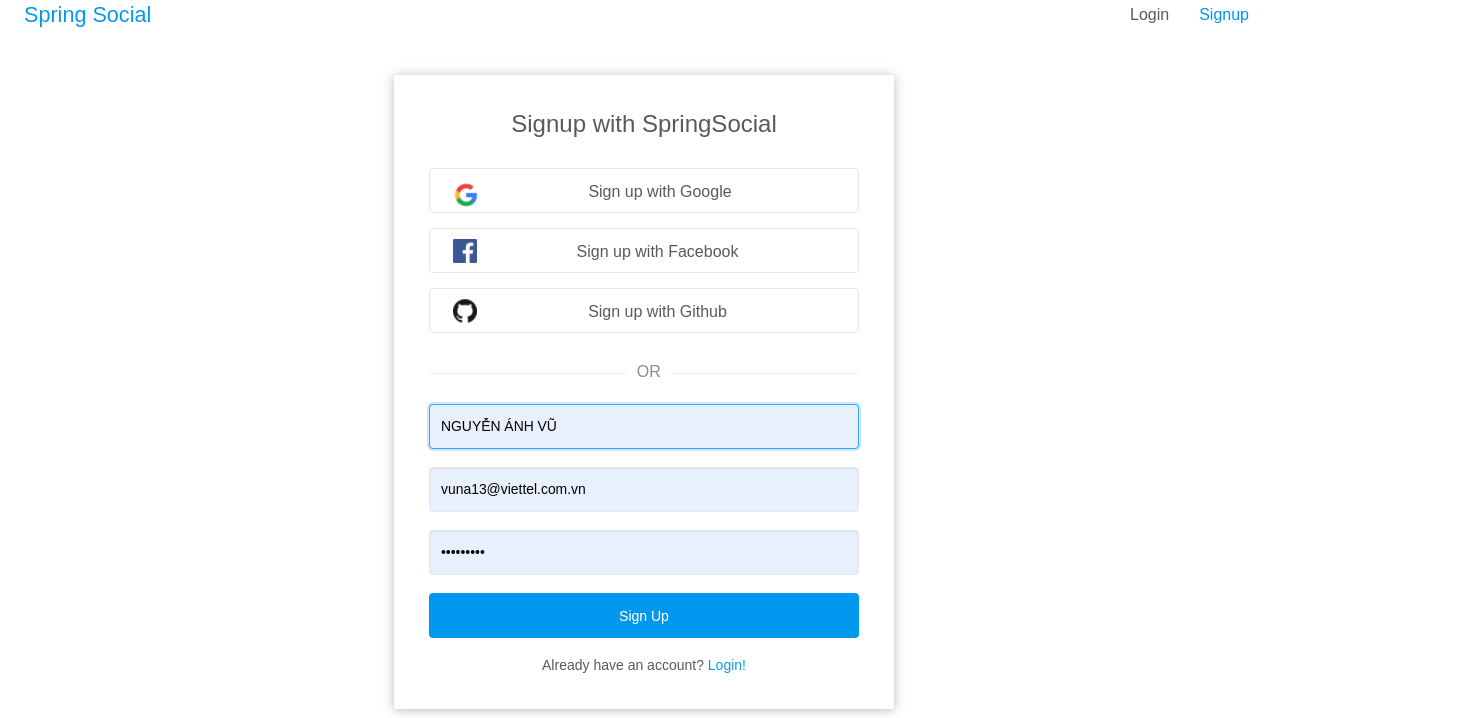 Spring Social
Login
Signup
Signup with SpringSocial
Sign up with Google
Sign up with Facebook
Sign up with Github
OR
NGUYỄN ÁNH VŨ
vuna13@viettel.com.vn
•••••••••
Sign Up
Already have an account? Login!